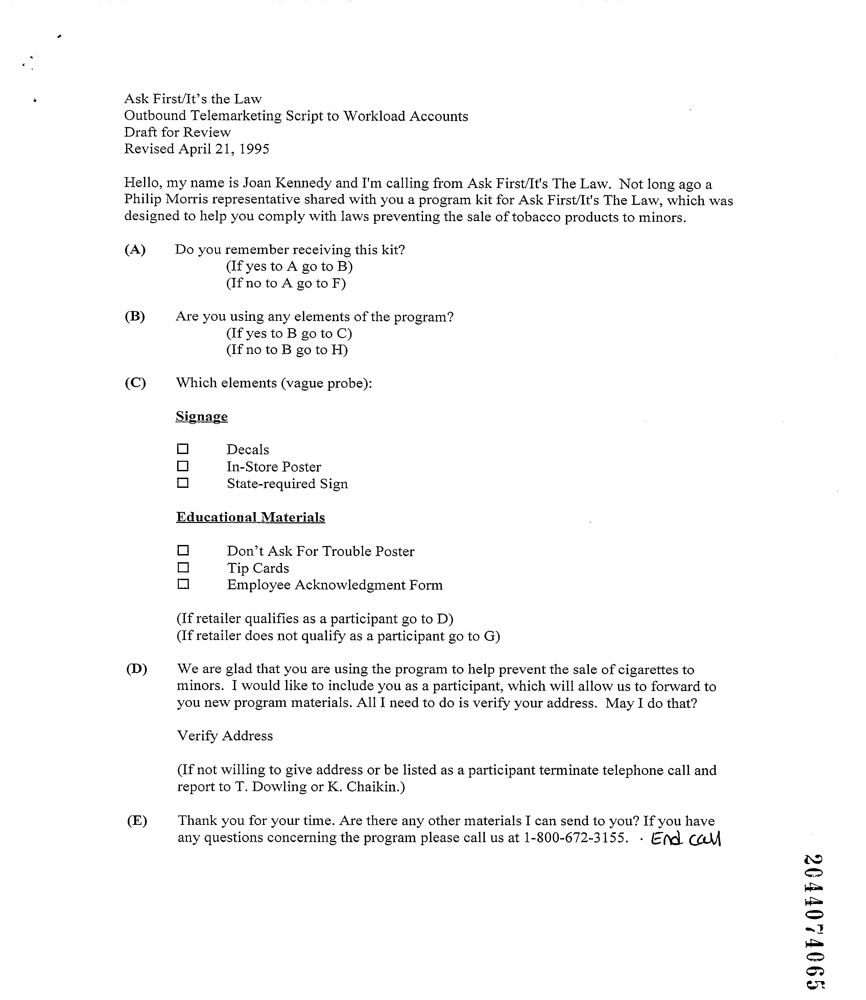 Ask First/It's the Law
Outbound Telemarketing Script to Workload Accounts
Draft for Review
Revised April 21, 1995
Hello, my name is Joan Kennedy and I'm calling from Ask First/It's The Law. Not long ago a
Philip Morris representative shared with you a program kit for Ask First/It's The Law, which was
designed to help you comply with laws preventing the sale of tobacco products to minors.
(A) Do you remember receiving this kit?
(If yes to A go to B)
(If no to A go to F)
(B) Are you using any elements of the program?
(If yes to B go to C)
(If no to B go to H)
(C) Which elements (vague probe):
Signage
☐ Decals
☐ In-Store Poster
☐ State-required Sign
Educational Materials
☐ Don't Ask For Trouble Poster
☐ Tip Cards
☐ Employee Acknowledgment Form
(If retailer qualifies as a participant go to D)
(If retailer does not qualify as a participant go to G)
(D) We are glad that you are using the program to help prevent the sale of cigarettes to
minors. I would like to include you as a participant, which will allow us to forward to
you new program materials. All I need to do is verify your address. May I do that?
Verify Address
(If not willing to give address or be listed as a participant terminate telephone call and
report to T. Dowling or K. Chaikin.)
(E) Thank you for your time. Are there any other materials I can send to you? If you have
any questions concerning the program please call us at 1-800-672-3155. · End call
2044074065